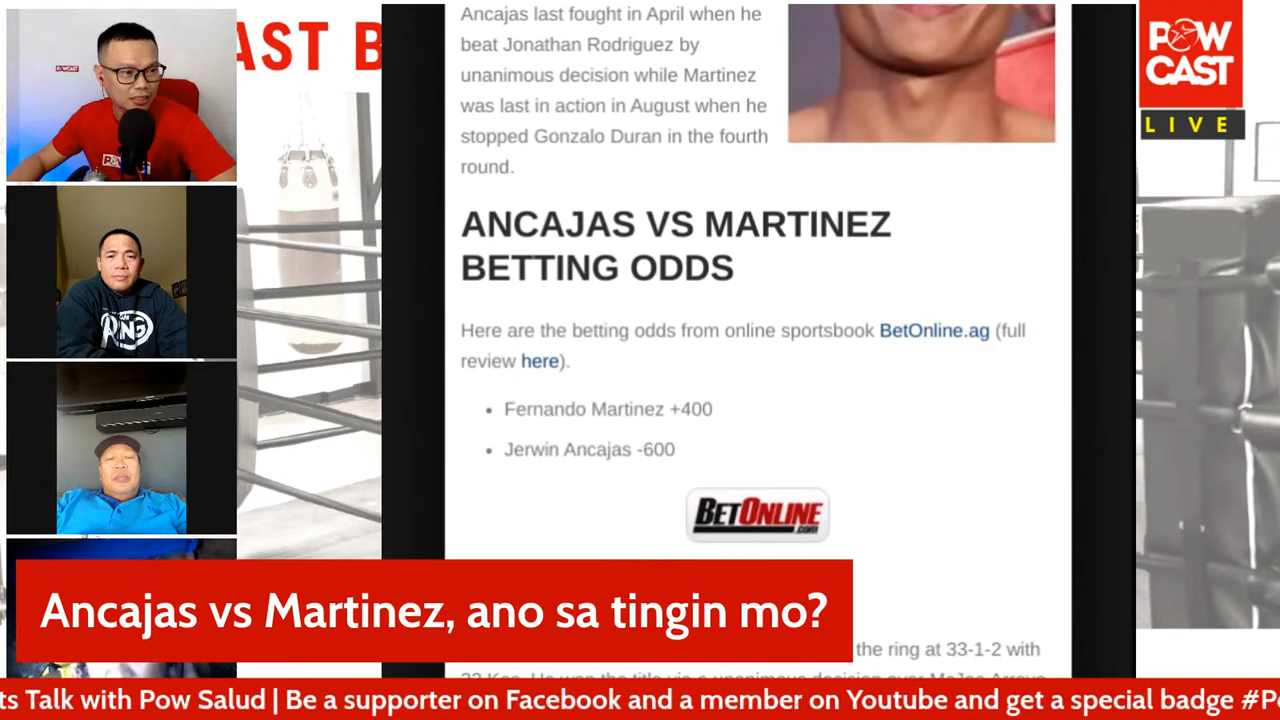 AST B
POWCAST
Ancajas last fought in April when he
beat Jonathan Rodriguez by
unanimous decision while Martinez
was last in action in August when he
stopped Gonzalo Duran in the fourth
round.
POW
CAST
LIVE
ANCAJAS VS MARTINEZ
BETTING ODDS
Here are the betting odds from online sportsbook BetOnline.ag (full
review here).
• Fernando Martinez +400
• Jerwin Ancajas -600
BETONLINE
.com
RING
Ancajas vs Martinez, ano sa tingin mo?
the ring at 33-1-2 with
ts Talk with Pow Salud | Be a supporter on Facebook and a member on Youtube and get a special badge #P